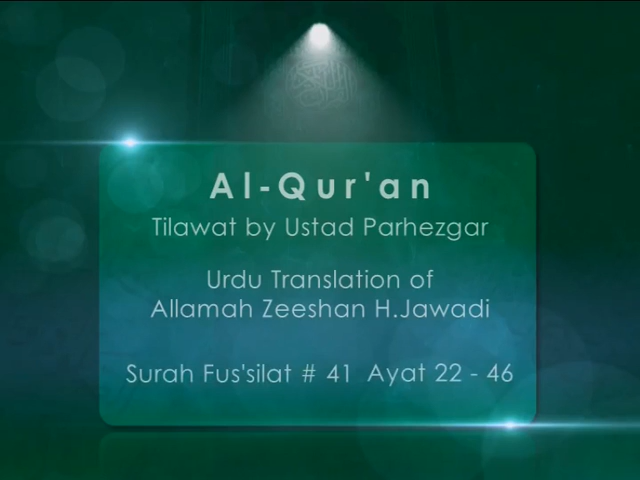 Al-Qur'an
Tilawat by Ustad Parhezgar
Urdu Translation of
Allamah Zeeshan H.Jawadi
Surah Fus'silat # 41 Ayat 22 - 46